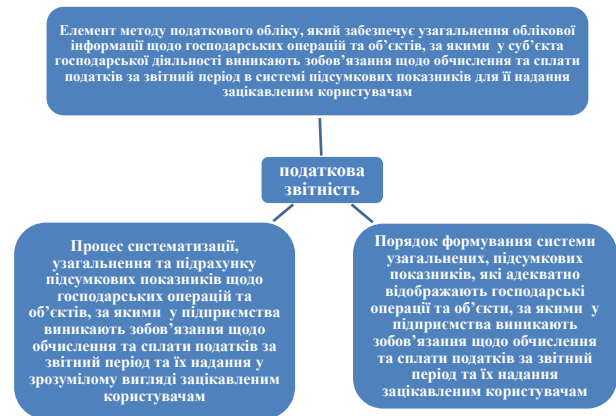 Елемент методу податкового обліку, який забезпечує узагальнення облікової
інформації щодо господарських операцій та об’єктів, за якими у суб’єкта
господарської діяльності виникають зобов’язання щодо обчислення та сплати
податків за звітний період в системі підсумкових показників для її надання
зацікавленим користувачам
податкова
звітність
Процес систематизації,
узагальнення та підрахунку
підсумкових показників щодо
господарських операцій та
об’єктів, за якими у підприємства
виникають зобов’язання щодо
обчислення та сплати податків за
звітний період та їх надання у
зрозумілому вигляді зацікавленим
користувачам
Порядок формування системи
узагальнених, підсумкових
показників, які адекватно
відображають господарські
операції та об’єкти, за якими у
підприємства виникають
зобов’язання щодо обчислення
та сплати податків за звітний
період та їх надання
зацікавленим користувачам